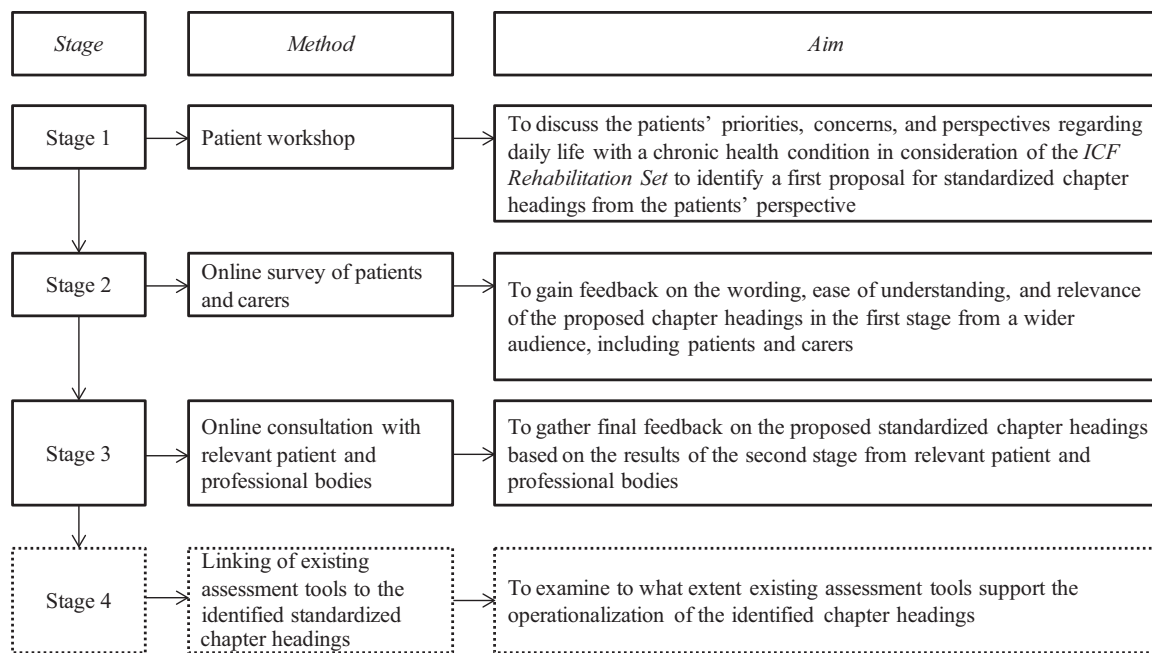 Stage
Method
Aim
Stage 1
Patient workshop
To discuss the patients’ priorities, concerns, and perspectives regarding
daily life with a chronic health condition in consideration of the ICF
Rehabilitation Set to identify a first proposal for standardized chapter
headings from the patients’ perspective
Stage 2
Online survey of patients
and carers
To gain feedback on the wording, ease of understanding, and relevance
of the proposed chapter headings in the first stage from a wider
audience, including patients and carers
Stage 3
Online consultation with
relevant patient and
professional bodies
To gather final feedback on the proposed standardized chapter headings
based on the results of the second stage from relevant patient and
professional bodies
Stage 4
Linking of existing
assessment tools to the
identified standardized
chapter headings
To examine to what extent existing assessment tools support the
operationalization of the identified chapter headings